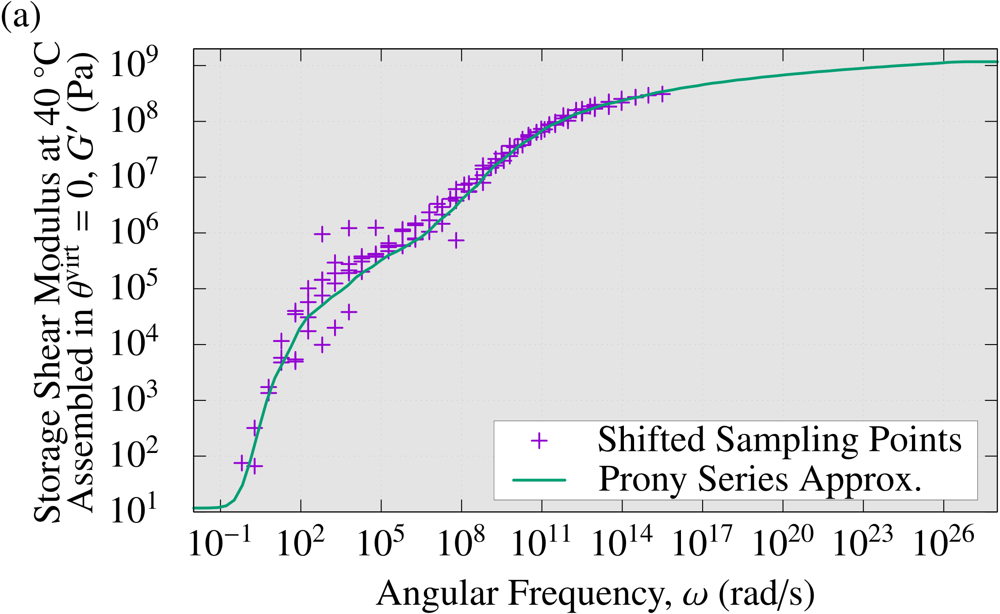 (a)
Storage Shear Modulus at 40 °C
Assembled in θ^virt = 0, G′ (Pa)
10^9
10^8
10^7
10^6
10^5
10^4
10^3
10^2
10^1
Shifted Sampling Points
Prony Series Approx.
10^−1 10^2 10^5 10^8 10^11 10^14 10^17 10^20 10^23 10^26
Angular Frequency, ω (rad/s)